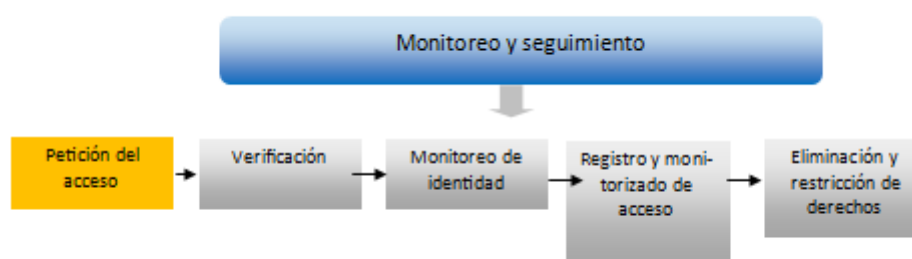 Monitoreo y seguimiento
Petición del
acceso
Verificación
Monitoreo de
identidad
Registro y moni-
torizado de
acceso
Eliminación y
restricción de
derechos